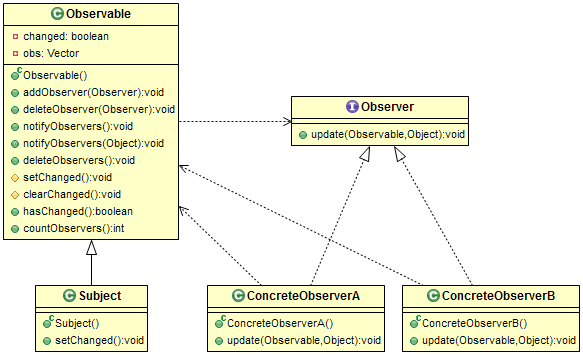 Observable
changed: boolean
obs: Vector
Observable()
addObserver(Observer):void
deleteObserver(Observer):void
notifyObservers():void
notifyObservers(Object):void
deleteObservers():void
setChanged():void
clearChanged():void
hasChanged():boolean
countObservers():int
Observer
update(Observable,Object):void
Subject
Subject()
setChanged():void
ConcreteObserverA
ConcreteObserverA()
update(Observable,Object):void
ConcreteObserverB
ConcreteObserverB()
update(Observable,Object):void